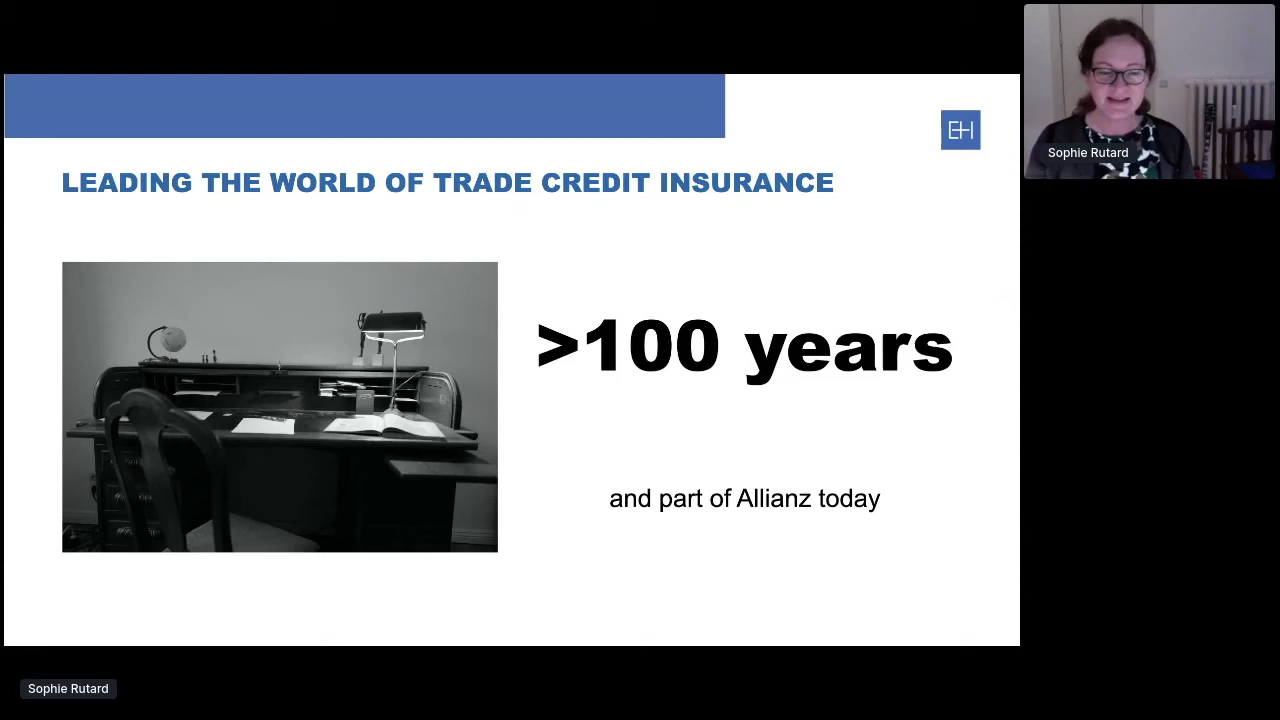 EH
LEADING THE WORLD OF TRADE CREDIT INSURANCE
>100 years
and part of Allianz today
Sophie Rutard
Sophie Rutard